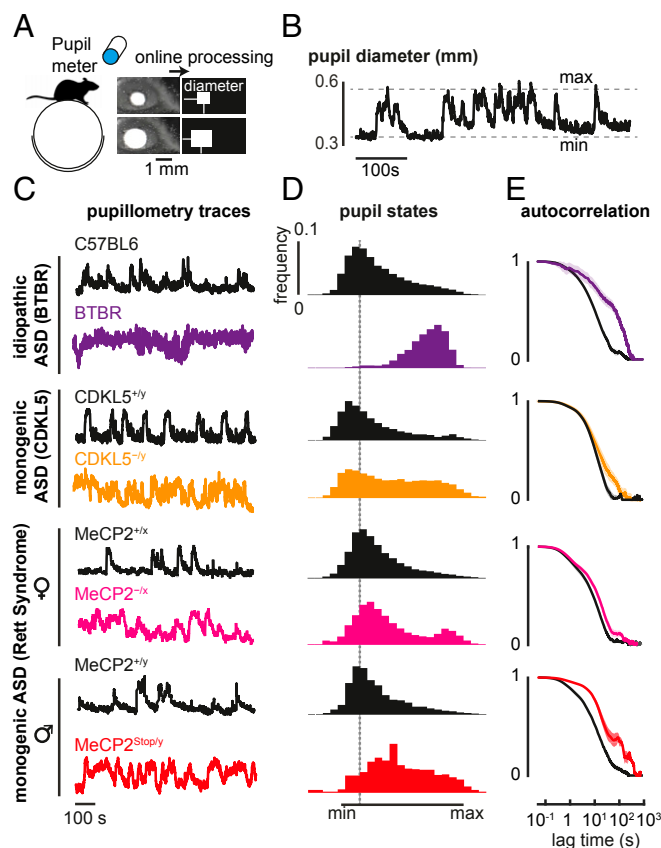 A
Pupil
meter
online processing
diameter
1 mm
B
pupil diameter (mm)
0.6
max
0.3
min
100s
C
pupillometry traces
idiopathic
ASD (BTBR)
C57BL6
BTBR
monogenic
ASD (CDKL5)
CDKL5+/y
CDKL5−/y
monogenic ASD (Rett Syndrome)
♀
MeCP2+/x
MeCP2−/x
♂
MeCP2+/y
MeCP2Stop/y
100 s
D
pupil states
0.1
frequency
0
min
max
E
autocorrelation
1
0
1
0
1
0
1
0
10-1 1 101 102 103
lag time (s)